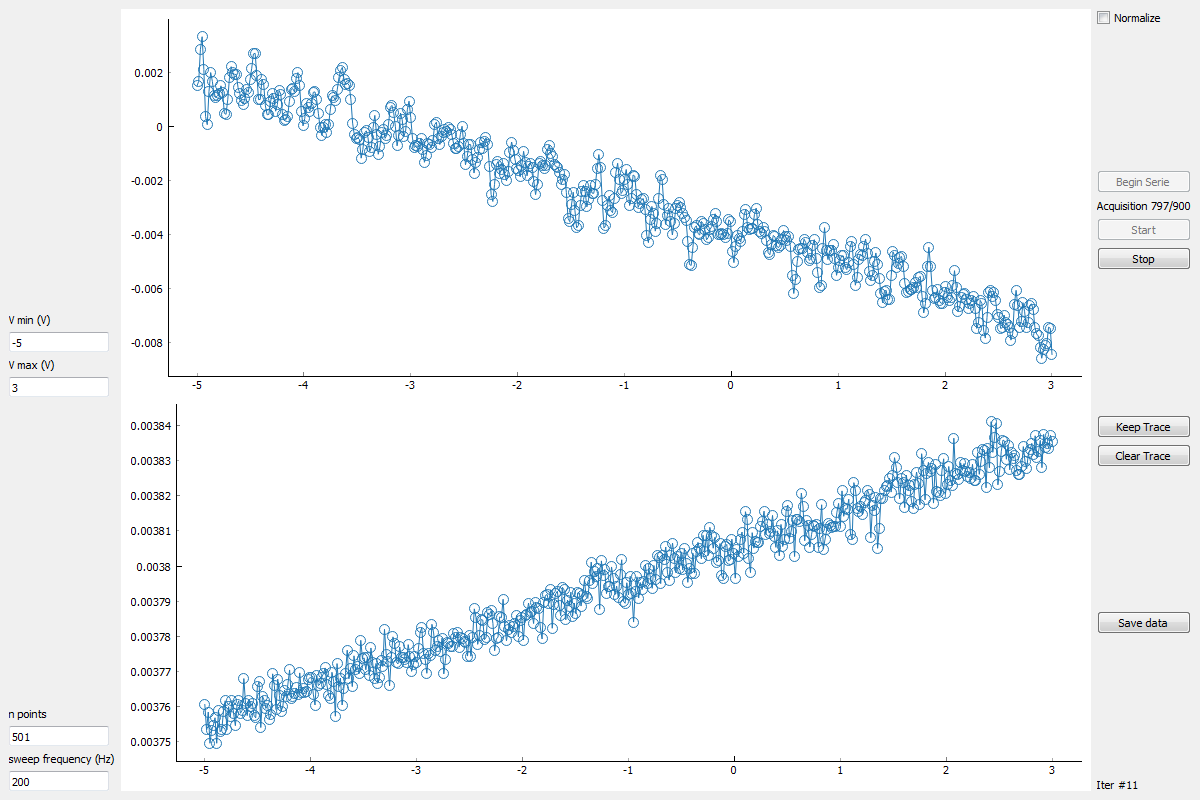 Normalize
0.002
0
-0.002
-0.004
-0.006
-0.008
-5 -4 -3 -2 -1 0 1 2 3
Begin Serie
Acquisition 797/900
Start
Stop
V min (V)
-5
V max (V)
3
0.00384
0.00383
0.00382
0.00381
0.0038
0.00379
0.00378
0.00377
0.00376
0.00375
-5 -4 -3 -2 -1 0 1 2 3
Keep Trace
Clear Trace
Save data
n points
501
sweep frequency (Hz)
200
Iter #11